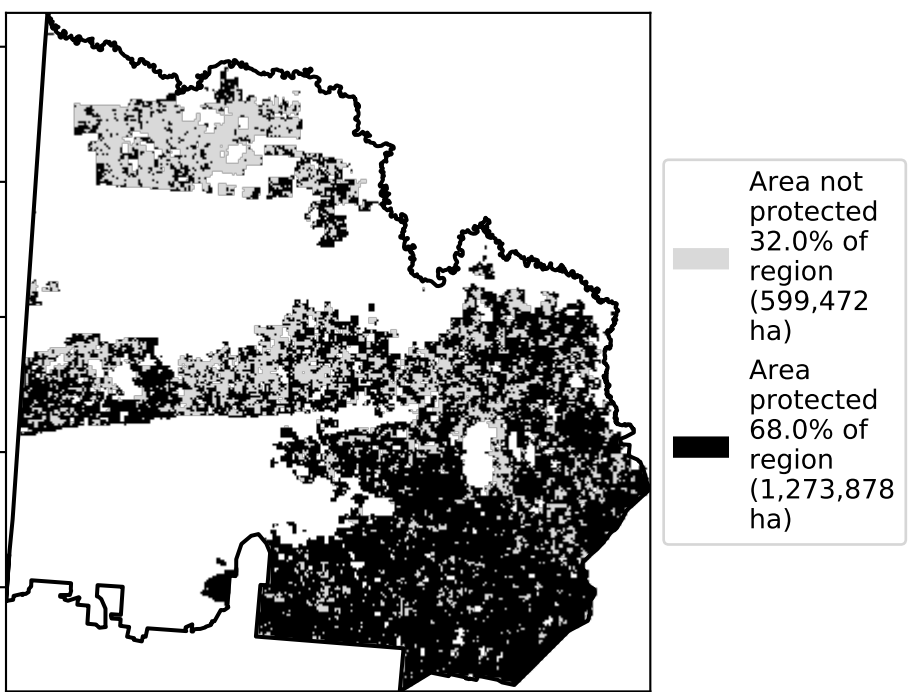 Area not
protected
32.0% of
region
(599,472
ha)
Area
protected
68.0% of
region
(1,273,878
ha)